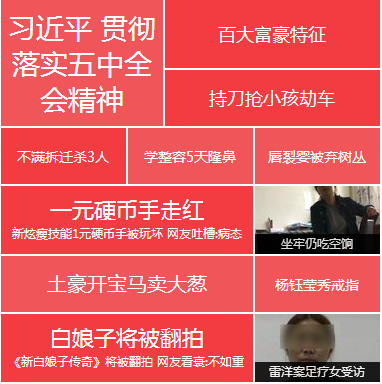 习近平 贯彻
落实五中全
会精神
百大富豪特征
持刀抢小孩劫车
不满拆迁杀3人
学整容5天隆鼻
唇裂婴被弃树丛
一元硬币手走红
新炫瘦技能1元硬币手被玩坏 网友吐槽:病态
坐牢仍吃空饷
土豪开宝马卖大葱
杨钰莹秀戒指
白娘子将被翻拍
《新白娘子传奇》将被翻拍 网友看衰:不如重
雷洋案足疗女受访